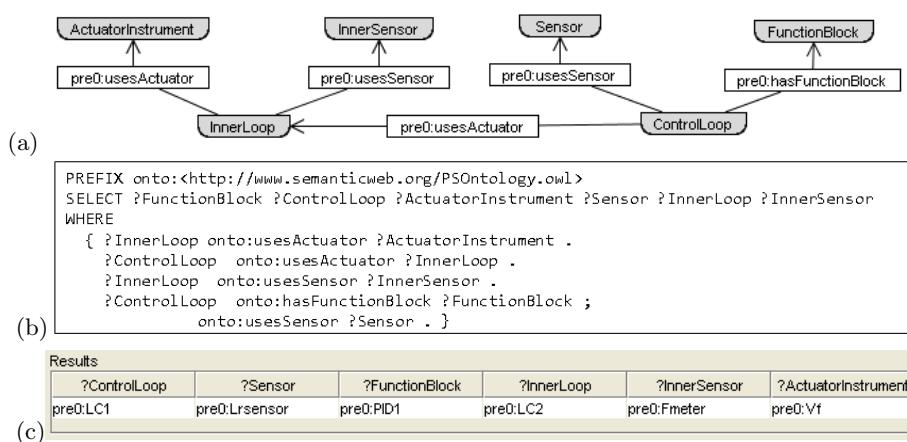 ActuatorInstrument InnerSensor Sensor FunctionBlock
pre0:usesActuator pre0:usesSensor pre0:usesSensor pre0:hasFunctionBlock
InnerLoop pre0:usesActuator ControlLoop
(a)
PREFIX onto:<http://www.semanticweb.org/PSOntology.owl>
SELECT ?FunctionBlock ?ControlLoop ?ActuatorInstrument ?Sensor ?InnerLoop ?InnerSensor
WHERE
{ ?InnerLoop onto:usesActuator ?ActuatorInstrument .
?ControlLoop onto:usesActuator ?InnerLoop .
?InnerLoop onto:usesSensor ?InnerSensor .
?ControlLoop onto:hasFunctionBlock ?FunctionBlock ;
onto:usesSensor ?Sensor . }
(b)
Results
?ControlLoop ?Sensor ?FunctionBlock ?InnerLoop ?InnerSensor ?ActuatorInstrument
pre0:LC1 pre0:Lrsensor pre0:PID1 pre0:LC2 pre0:Fmeter pre0:Vf
(c)